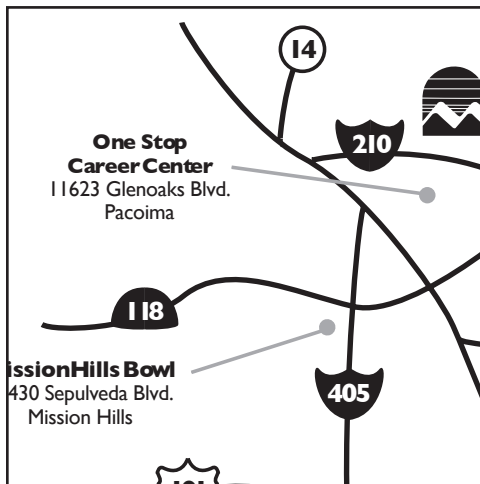 14
210
One Stop
Career Center
11623 Glenoaks Blvd.
Pacoima
118
issionHills Bowl
430 Sepulveda Blvd.
Mission Hills
405